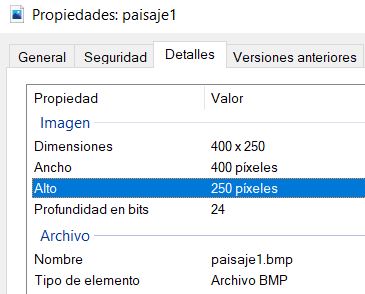 Propiedades: paisaje1
General Seguridad Detalles Versiones anteriores
Propiedad Valor
Imagen
Dimensiones 400 x 250
Ancho 400 píxeles
Alto 250 píxeles
Profundidad en bits 24
Archivo
Nombre paisaje1.bmp
Tipo de elemento Archivo BMP